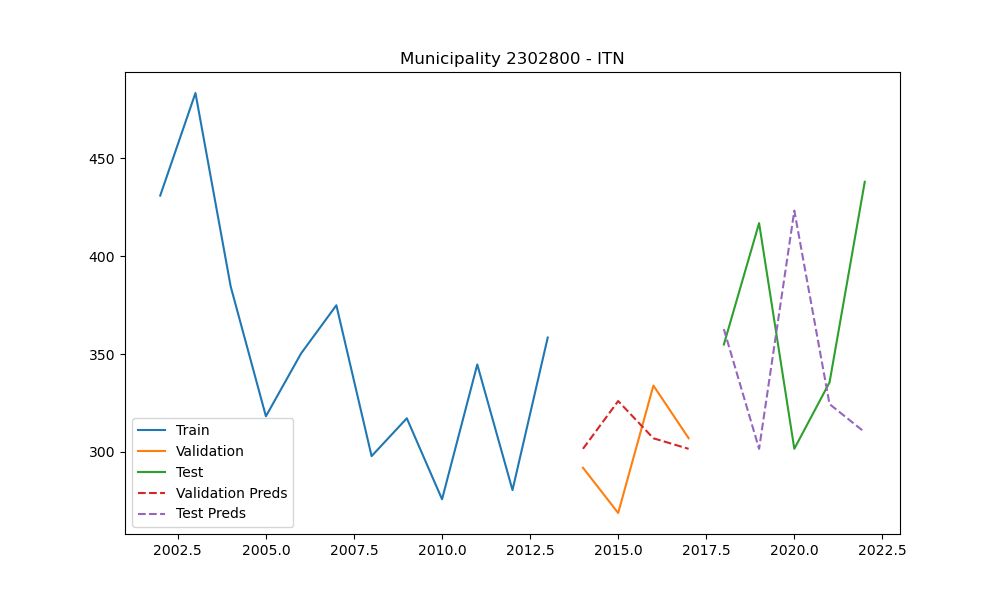 Municipality 2302800 - ITN
450
400
350
300
Train
Validation
Test
Validation Preds
Test Preds
2002.5 2005.0 2007.5 2010.0 2012.5 2015.0 2017.5 2020.0 2022.5